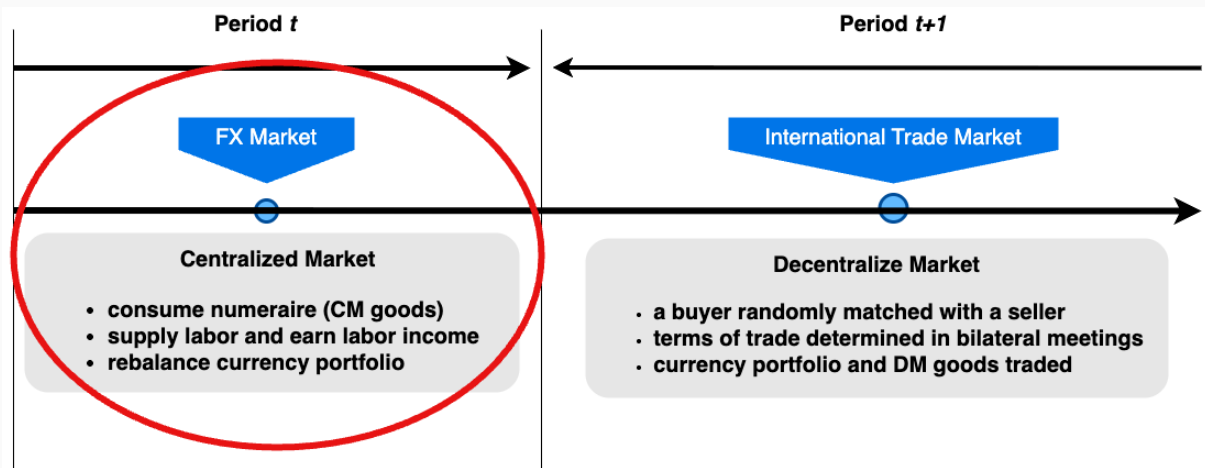 Period t
Period t+1
FX Market
International Trade Market
Centralized Market
• consume numeraire (CM goods)
• supply labor and earn labor income
• rebalance currency portfolio
Decentralize Market
• a buyer randomly matched with a seller
• terms of trade determined in bilateral meetings
• currency portfolio and DM goods traded